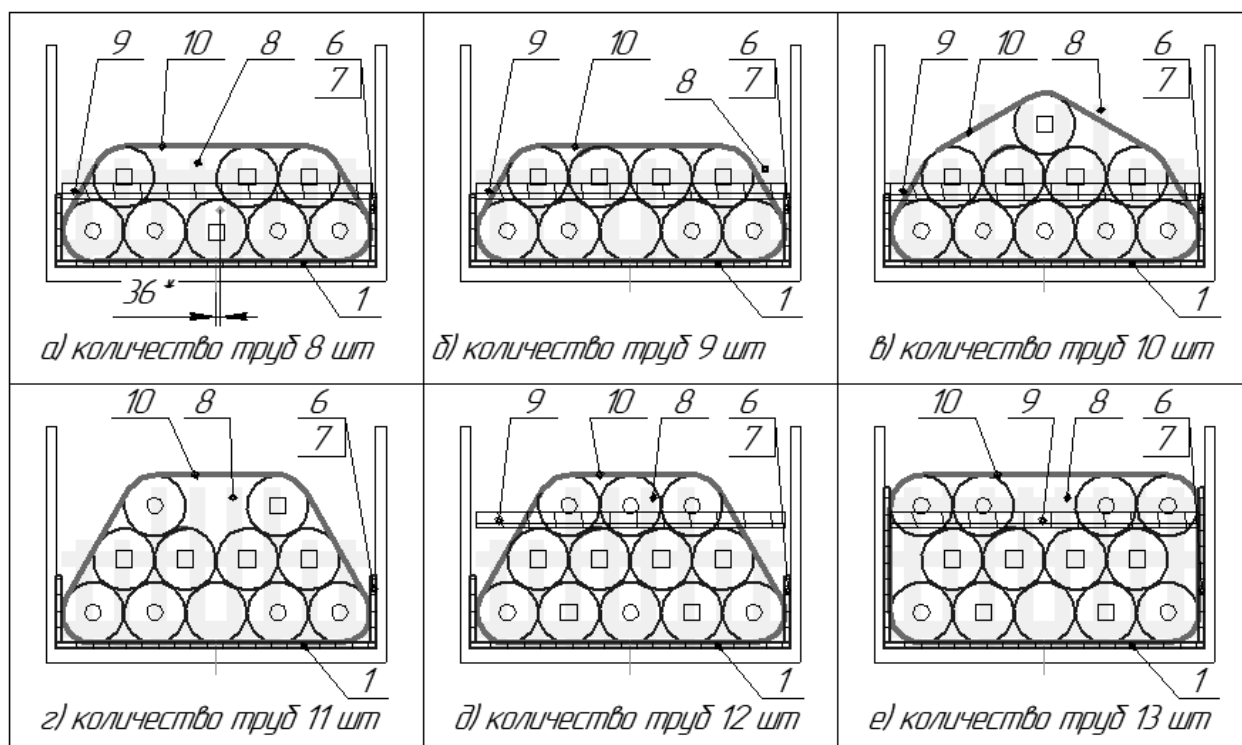 9 10 8 6
7
36*
1
а) количество труб 8 шт
9 10 6
8 7
1
б) количество труб 9 шт
9 10 8 6
7
1
в) количество труб 10 шт
10 8 6
7
1
г) количество труб 11 шт
9 10 8 6
7
1
д) количество труб 12 шт
10 9 8 6
7
1
е) количество труб 13 шт